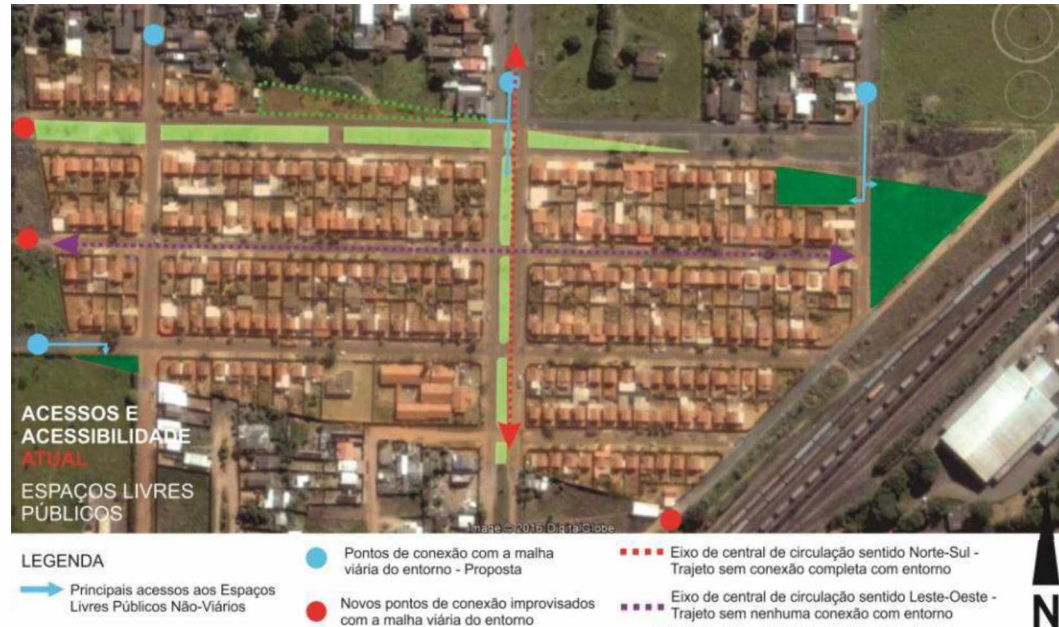 ACESSOS E
ACESSIBILIDADE
ATUAL
ESPAÇOS LIVRES
PÚBLICOS
Image © 2016 DigitalGlobe
LEGENDA
Principais acessos aos Espaços
Livres Públicos Não-Viários
Pontos de conexão com a malha
viária do entorno - Proposta
Novos pontos de conexão improvisados
com a malha viária do entorno
Eixo de central de circulação sentido Norte-Sul -
Trajeto sem conexão completa com entorno
Eixo de central de circulação sentido Leste-Oeste -
Trajeto sem nenhuma conexão com entorno
N